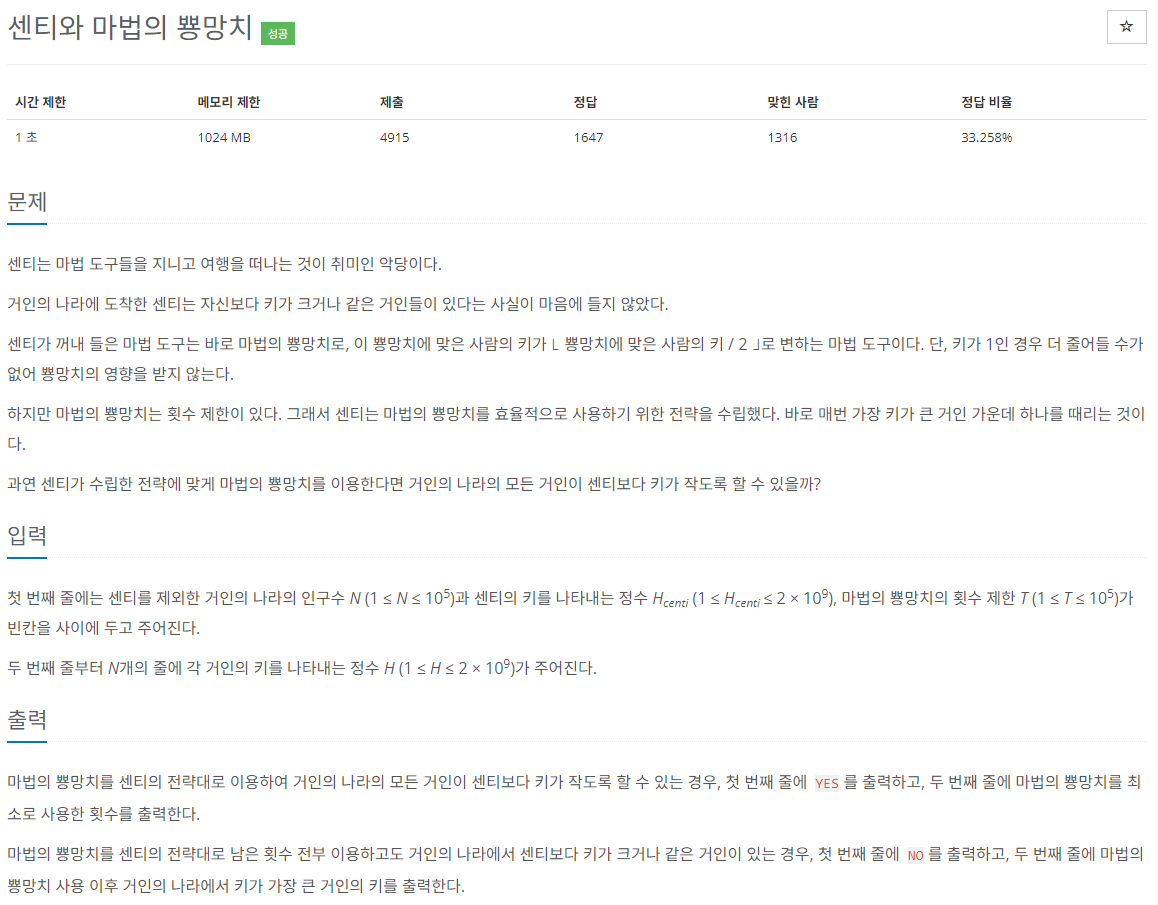 센티와 마법의 뿅망치 성공
☆
시간 제한 메모리 제한 제출 정답 맞힌 사람 정답 비율
1 초 1024 MB 4915 1647 1316 33.258%
문제
센티는 마법 도구들을 지니고 여행을 떠나는 것이 취미인 악당이다.
거인의 나라에 도착한 센티는 자신보다 키가 크거나 같은 거인들이 있다는 사실이 마음에 들지 않았다.
센티가 꺼내 들은 마법 도구는 바로 마법의 뿅망치로, 이 뿅망치에 맞은 사람의 키가 ⌊ 뿅망치에 맞은 사람의 키 / 2 ⌋로 변하는 마법 도구이다. 단, 키가 1인 경우 더 줄어들 수가
없어 뿅망치의 영향을 받지 않는다.
하지만 마법의 뿅망치는 횟수 제한이 있다. 그래서 센티는 마법의 뿅망치를 효율적으로 사용하기 위한 전략을 수립했다. 바로 매번 가장 키가 큰 거인 가운데 하나를 때리는 것이
다.
과연 센티가 수립한 전략에 맞게 마법의 뿅망치를 이용한다면 거인의 나라의 모든 거인이 센티보다 키가 작도록 할 수 있을까?
입력
첫 번째 줄에는 센티를 제외한 거인의 나라의 인구수 N (1 ≤ N ≤ 10⁵)과 센티의 키를 나타내는 정수 H_centi (1 ≤ H_centi ≤ 2 × 10⁹), 마법의 뿅망치의 횟수 제한 T (1 ≤ T ≤ 10⁵)가
빈칸을 사이에 두고 주어진다.
두 번째 줄부터 N개의 줄에 각 거인의 키를 나타내는 정수 H (1 ≤ H ≤ 2 × 10⁹)가 주어진다.
출력
마법의 뿅망치를 센티의 전략대로 이용하여 거인의 나라의 모든 거인이 센티보다 키가 작도록 할 수 있는 경우, 첫 번째 줄에 YES 를 출력하고, 두 번째 줄에 마법의 뿅망치를 최
소로 사용한 횟수를 출력한다.
마법의 뿅망치를 센티의 전략대로 남은 횟수 전부 이용하고도 거인의 나라에서 센티보다 키가 크거나 같은 거인이 있는 경우, 첫 번째 줄에 NO 를 출력하고, 두 번째 줄에 마법의
뿅망치 사용 이후 거인의 나라에서 키가 가장 큰 거인의 키를 출력한다.